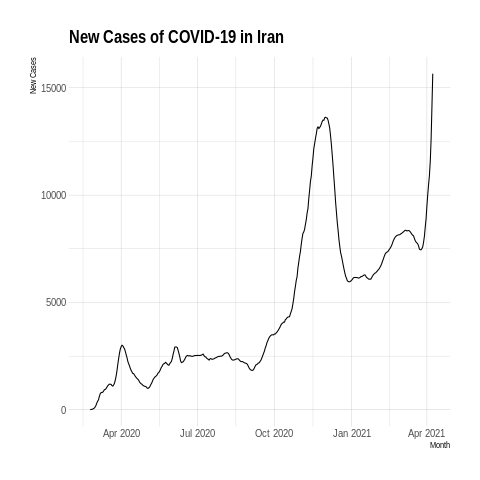 New Cases of COVID-19 in Iran
New Cases
15000
10000
5000
0
Apr 2020 Jul 2020 Oct 2020 Jan 2021 Apr 2021
Month